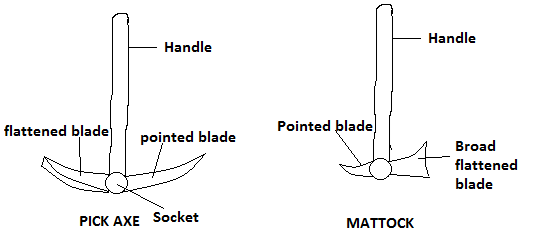 Handle
flattened blade
pointed blade
Socket
PICK AXE
Handle
Pointed blade
Broad
flattened
blade
MATTOCK